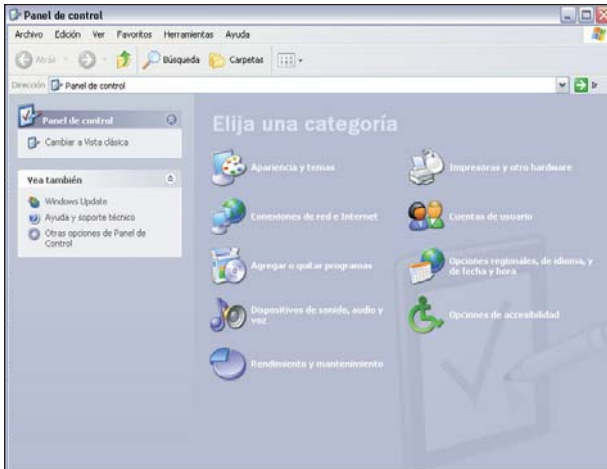 Panel de control
Archivo Edición Ver Favoritos Herramientas Ayuda
Atrás Búsqueda Carpetas
Dirección Panel de control Ir
Panel de control
Cambiar a Vista clásica
Vea también
Windows Update
Ayuda y soporte técnico
Otras opciones de Panel de
Control
Elija una categoría
Apariencia y temas
Impresoras y otro hardware
Conexiones de red e Internet
Cuentas de usuario
Agregar o quitar programas
Opciones regionales, de idioma, y
de fecha y hora
Dispositivos de sonido, audio y
voz
Opciones de accesibilidad
Rendimiento y mantenimiento